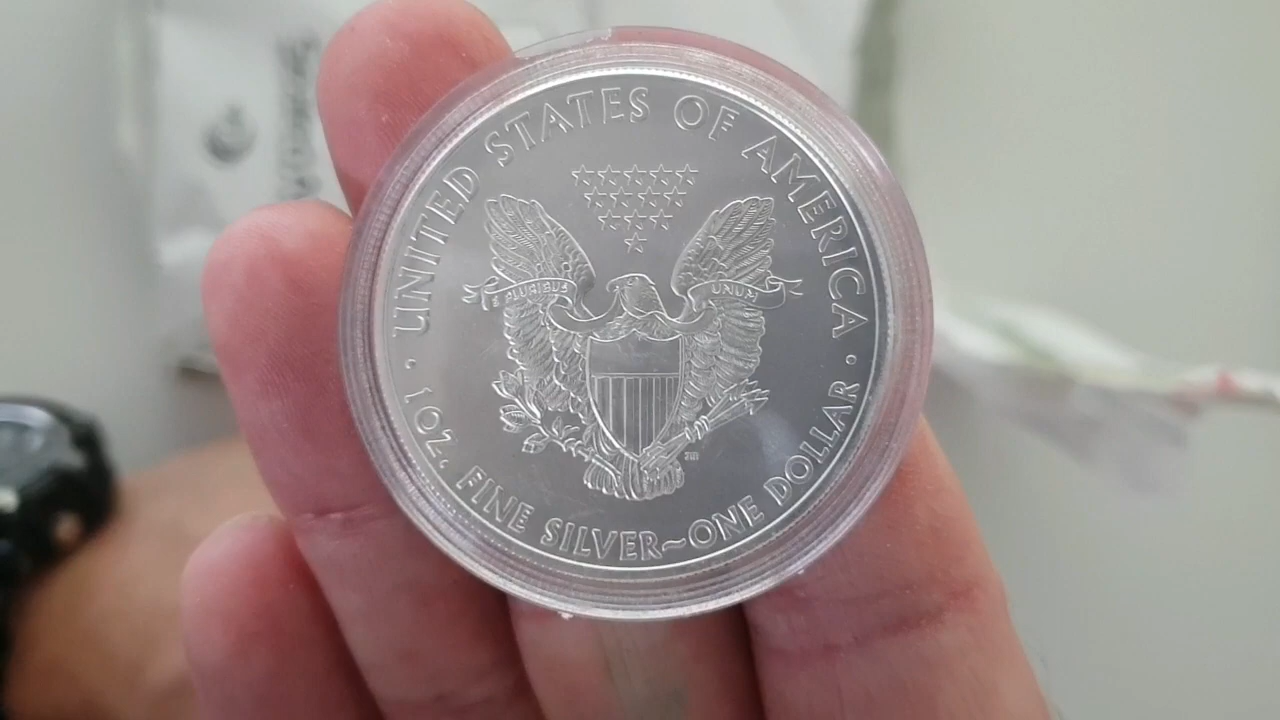 UNITED STATES OF AMERICA
E PLURIBUS UNUM
1 OZ. FINE SILVER~ONE DOLLAR